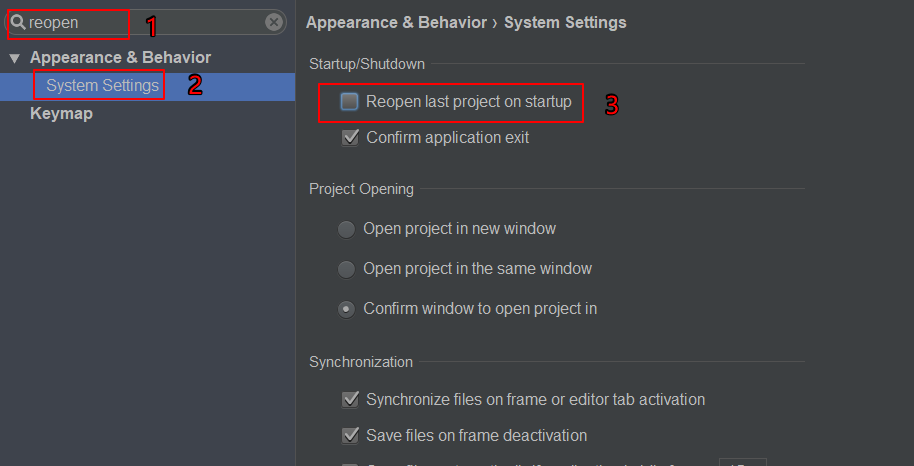 reopen 1
Appearance & Behavior
System Settings 2
Keymap
Appearance & Behavior › System Settings
Startup/Shutdown
Reopen last project on startup 3
Confirm application exit
Project Opening
Open project in new window
Open project in the same window
Confirm window to open project in
Synchronization
Synchronize files on frame or editor tab activation
Save files on frame deactivation